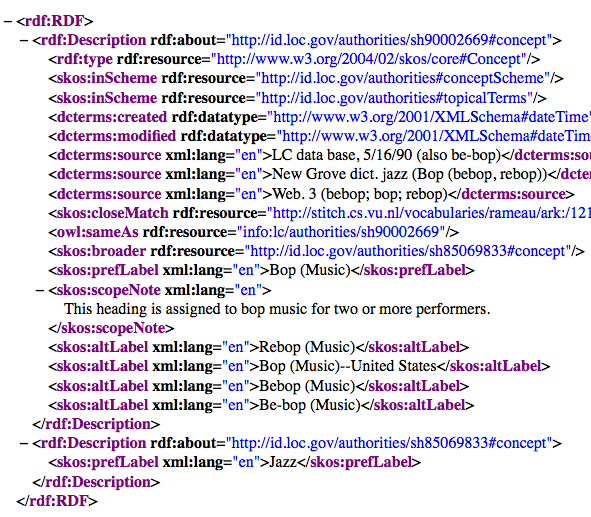 − <rdf:RDF>
− <rdf:Description rdf:about="http://id.loc.gov/authorities/sh90002669#concept">
<rdf:type rdf:resource="http://www.w3.org/2004/02/skos/core#Concept"/>
<skos:inScheme rdf:resource="http://id.loc.gov/authorities#conceptScheme"/>
<skos:inScheme rdf:resource="http://id.loc.gov/authorities#topicalTerms"/>
<dcterms:created rdf:datatype="http://www.w3.org/2001/XMLSchema#dateTime"
<dcterms:modified rdf:datatype="http://www.w3.org/2001/XMLSchema#dateTime
<dcterms:source xml:lang="en">LC data base, 5/16/90 (also be-bop)</dcterms:sou
<dcterms:source xml:lang="en">New Grove dict. jazz (Bop (bebop, rebop))</dcte
<dcterms:source xml:lang="en">Web. 3 (bebop; bop; rebop)</dcterms:source>
<skos:closeMatch rdf:resource="http://stitch.cs.vu.nl/vocabularies/rameau/ark:/121
<owl:sameAs rdf:resource="info:lc/authorities/sh90002669"/>
<skos:broader rdf:resource="http://id.loc.gov/authorities/sh85069833#concept"/>
<skos:prefLabel xml:lang="en">Bop (Music)</skos:prefLabel>
− <skos:scopeNote xml:lang="en">
This heading is assigned to bop music for two or more performers.
</skos:scopeNote>
<skos:altLabel xml:lang="en">Rebop (Music)</skos:altLabel>
<skos:altLabel xml:lang="en">Bop (Music)--United States</skos:altLabel>
<skos:altLabel xml:lang="en">Bebop (Music)</skos:altLabel>
<skos:altLabel xml:lang="en">Be-bop (Music)</skos:altLabel>
</rdf:Description>
− <rdf:Description rdf:about="http://id.loc.gov/authorities/sh85069833#concept">
<skos:prefLabel xml:lang="en">Jazz</skos:prefLabel>
</rdf:Description>
</rdf:RDF>